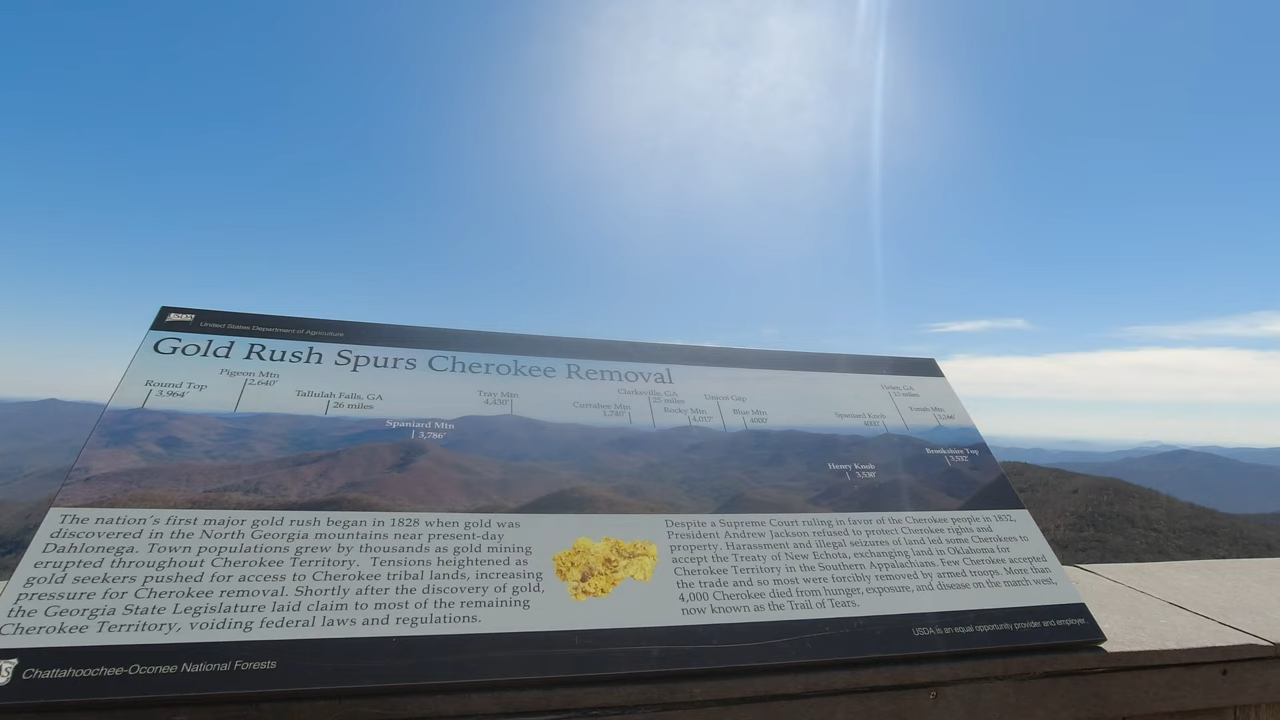 USDA
United States Department of Agriculture
Gold Rush Spurs Cherokee Removal
Round Top
3,964'
Pigeon Mtn
2,640'
Tallulah Falls, GA
26 miles
Spaniard Mtn
3,786'
Tray Mtn
4,430'
Currahee Mtn
1,740'
Clarkesville, GA
25 miles
Rocky Mtn
4,017'
Unicoi Gap
Blue Mtn
4000'
Spaniard Knob
4000'
Helen, GA
13 miles
3,166'
Henry Knob
3,530'
Brookshire Top
3,532'
The nation's first major gold rush began in 1828 when gold was
discovered in the North Georgia mountains near present-day
Dahlonega. Town populations grew by thousands as gold mining
erupted throughout Cherokee Territory. Tensions heightened as
gold seekers pushed for access to Cherokee tribal lands, increasing
pressure for Cherokee removal. Shortly after the discovery of gold,
the Georgia State Legislature laid claim to most of the remaining
Cherokee Territory, voiding federal laws and regulations.
Despite a Supreme Court ruling in favor of the Cherokee people in 1832,
President Andrew Jackson refused to protect Cherokee rights and
property. Harassment and illegal seizures of land led some Cherokees to
accept the Treaty of New Echota, exchanging land in Oklahoma for
Cherokee Territory in the Southern Appalachians. Few Cherokee accepted
the trade and so most were forcibly removed by armed troops. More than
4,000 Cherokee died from hunger, exposure, and disease on the march west,
now known as the Trail of Tears.
USDA is an equal opportunity provider and employer.
Chattahoochee-Oconee National Forests